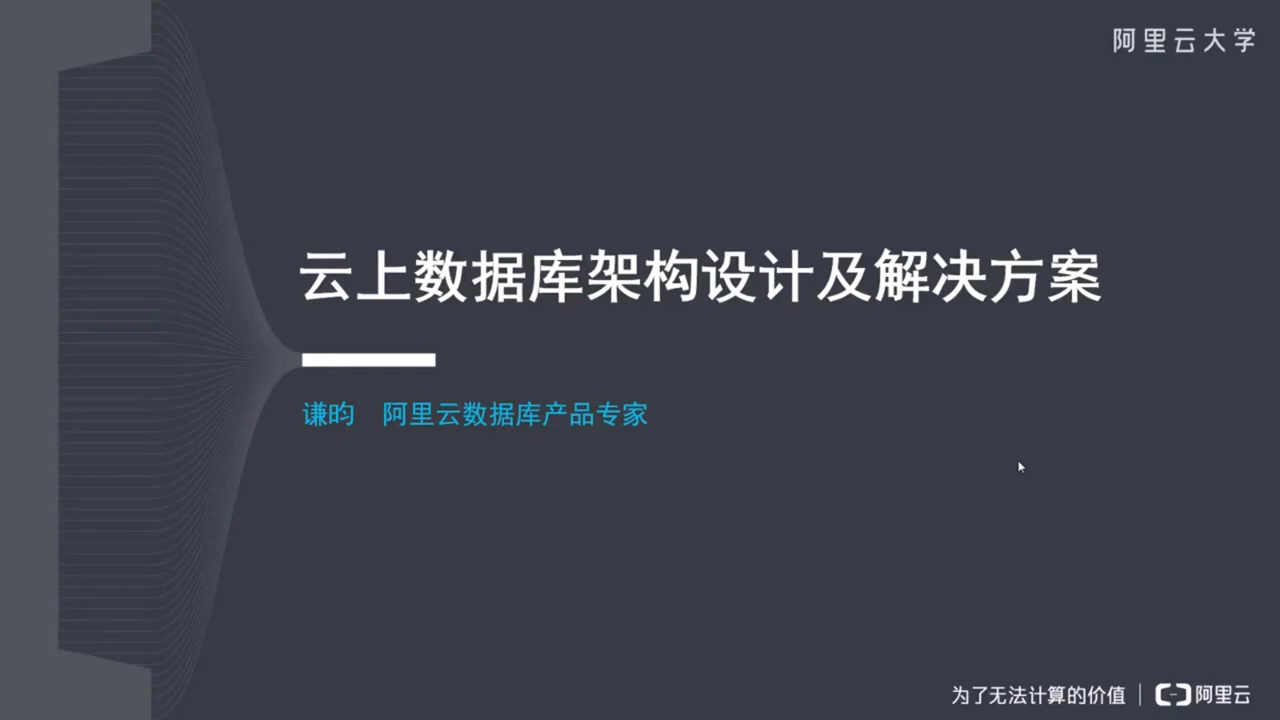 阿里云大学
云上数据库架构设计及解决方案
谦昀 阿里云数据库产品专家
为了无法计算的价值 | 阿里云